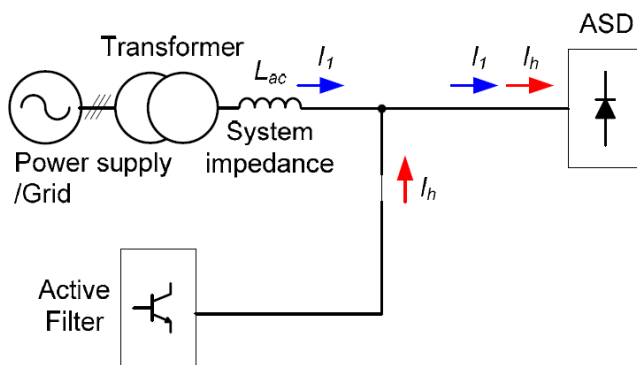 Transformer
ASD
L_ac
I_1
I_1
I_h
System
impedance
Power supply
/Grid
I_h
Active
Filter